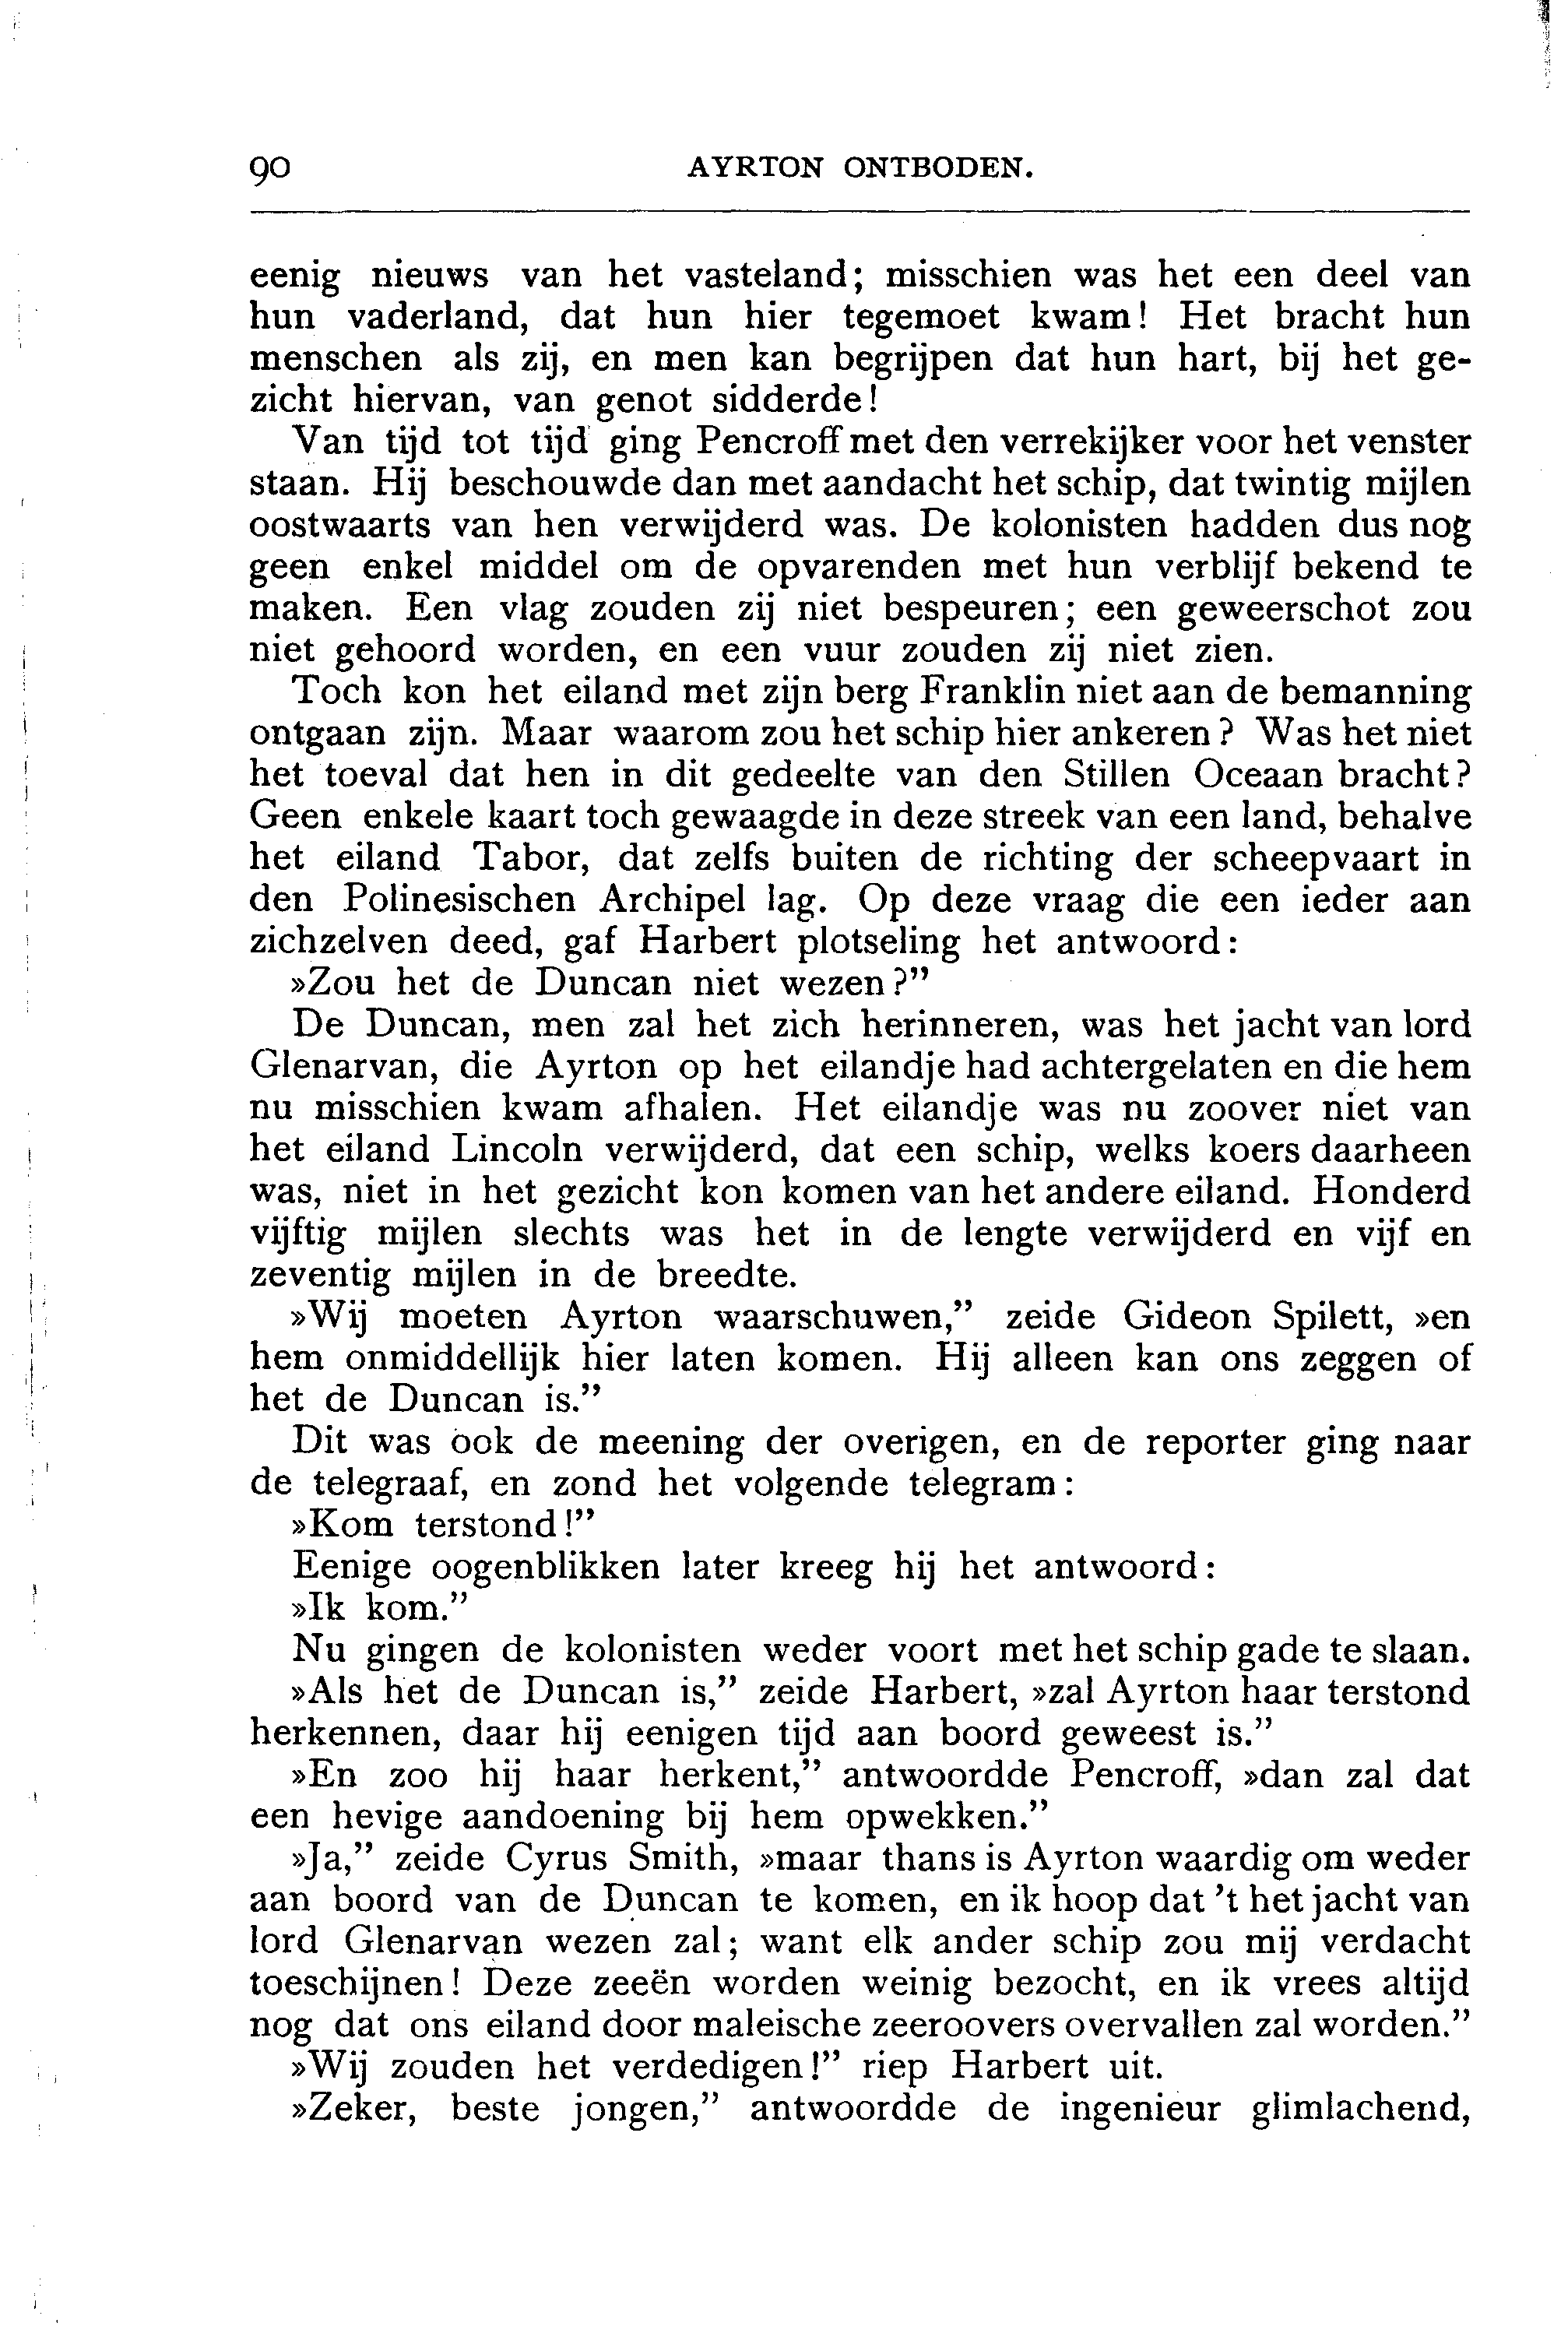 90 AYRTON ONTBODEN.
eenig nieuws van het vasteland; misschien was het een deel van
hun vaderland, dat hun hier tegemoet kwam! Het bracht hun
menschen als zij, en men kan begrijpen dat hun hart, bij het ge-
zicht hiervan, van genot sidderde!
Van tijd tot tijd ging Pencroff met den verrekijker voor het venster
staan. Hij beschouwde dan met aandacht het schip, dat twintig mijlen
oostwaarts van hen verwijderd was. De kolonisten hadden dus nog
geen enkel middel om de opvarenden met hun verblijf bekend te
maken. Een vlag zouden zij niet bespeuren; een geweerschot zou
niet gehoord worden, en een vuur zouden zij niet zien.
Toch kon het eiland met zijn berg Franklin niet aan de bemanning
ontgaan zijn. Maar waarom zou het schip hier ankeren? Was het niet
het toeval dat hen in dit gedeelte van den Stillen Oceaan bracht?
Geen enkele kaart toch gewaagde in deze streek van een land, behalve
het eiland Tabor, dat zelfs buiten de richting der scheepvaart in
den Polinesischen Archipel lag. Op deze vraag die een ieder aan
zichzelven deed, gaf Harbert plotseling het antwoord:
»Zou het de Duncan niet wezen?”
De Duncan, men zal het zich herinneren, was het jacht van lord
Glenarvan, die Ayrton op het eilandje had achtergelaten en die hem
nu misschien kwam afhalen. Het eilandje was nu zoover niet van
het eiland Lincoln verwijderd, dat een schip, welks koers daarheen
was, niet in het gezicht kon komen van het andere eiland. Honderd
vijftig mijlen slechts was het in de lengte verwijderd en vijf en
zeventig mijlen in de breedte.
»Wij moeten Ayrton waarschuwen,” zeide Gideon Spilett, »en
hem onmiddellijk hier laten komen. Hij alleen kan ons zeggen of
het de Duncan is.”
Dit was ook de meening der overigen, en de reporter ging naar
de telegraaf, en zond het volgende telegram:
»Kom terstond!”
Eenige oogenblikken later kreeg hij het antwoord:
»Ik kom.”
Nu gingen de kolonisten weder voort met het schip gade te slaan.
»Als het de Duncan is,” zeide Harbert, »zal Ayrton haar terstond
herkennen, daar hij eenigen tijd aan boord geweest is.”
»En zoo hij haar herkent,” antwoordde Pencroff, »dan zal dat
een hevige aandoening bij hem opwekken.”
»Ja,” zeide Cyrus Smith, »maar thans is Ayrton waardig om weder
aan boord van de Duncan te komen, en ik hoop dat 't het jacht van
lord Glenarvan wezen zal; want elk ander schip zou mij verdacht
toeschijnen! Deze zeeën worden weinig bezocht, en ik vrees altijd
nog dat ons eiland door maleische zeeroovers overvallen zal worden.”
»Wij zouden het verdedigen!” riep Harbert uit.
»Zeker, beste jongen,” antwoordde de ingenieur glimlachend,